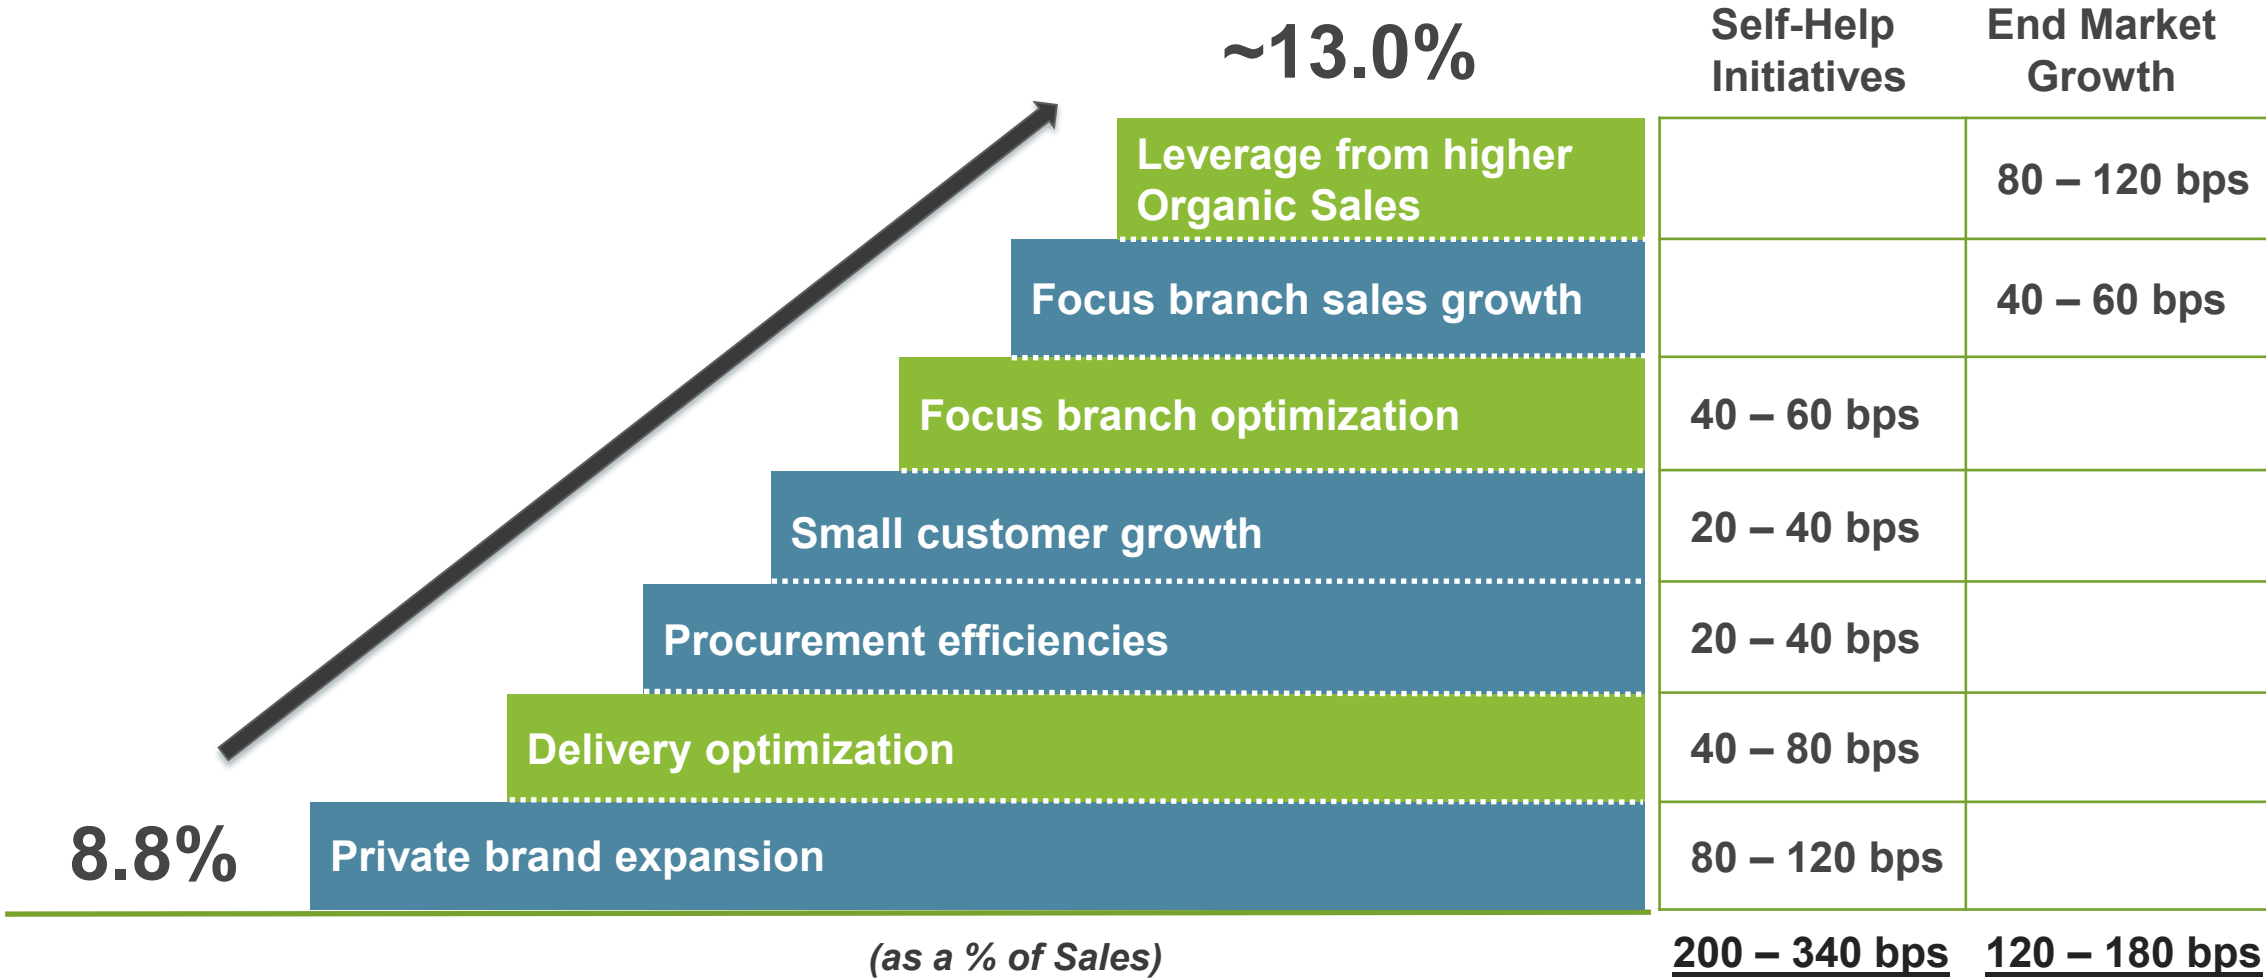 ~13.0%
Self-Help
Initiatives
End Market
Growth
Leverage from higher
Organic Sales
80 – 120 bps
Focus branch sales growth
40 – 60 bps
Focus branch optimization
40 – 60 bps
Small customer growth
20 – 40 bps
Procurement efficiencies
20 – 40 bps
Delivery optimization
40 – 80 bps
8.8%
Private brand expansion
80 – 120 bps
(as a % of Sales)
200 – 340 bps
120 – 180 bps